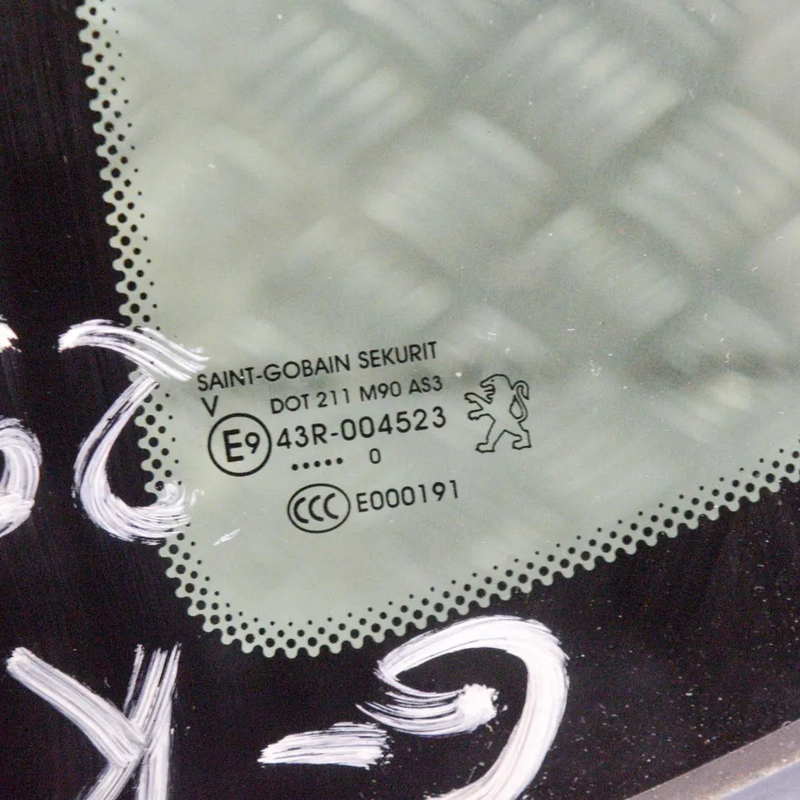 SAINT-GOBAIN SEKURIT
V DOT 211 M90 AS3
E9 43R-004523
..... 0
CCC E000191